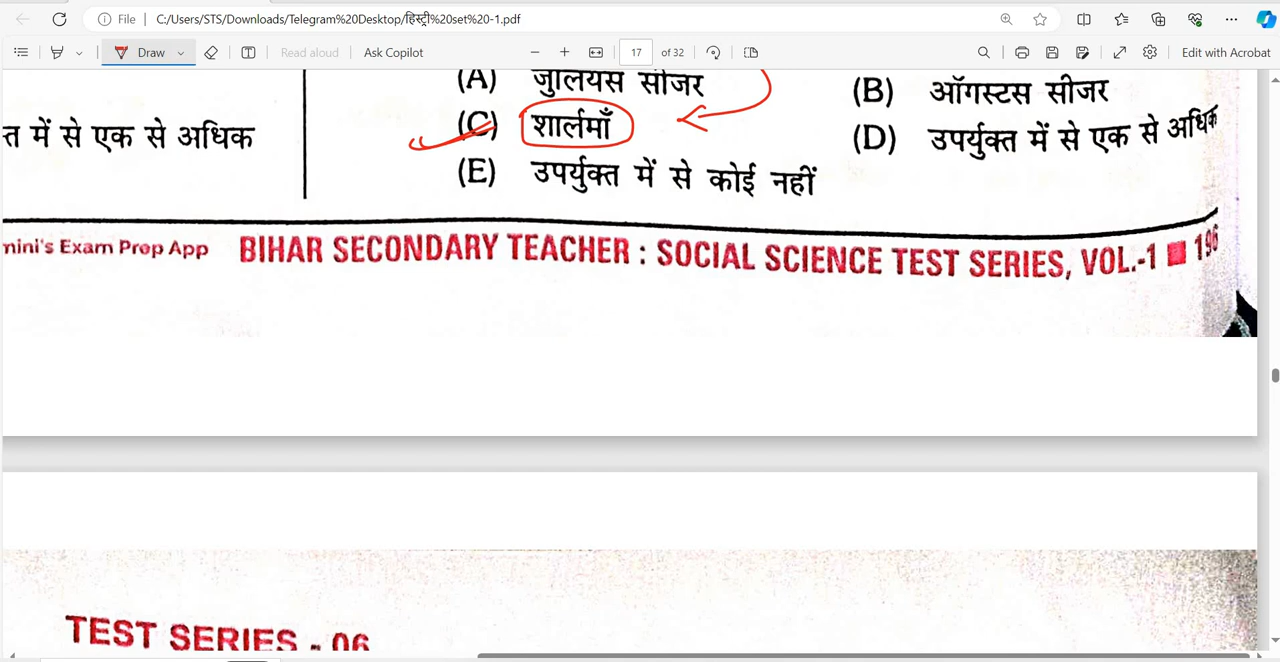 File | C:/Users/STS/Downloads/Telegram%20Desktop/हिस्ट्री%20set%20-1.pdf
Draw
Read aloud
Ask Copilot
17 of 32
Edit with Acrobat
(A) जुलियस सीजर
(B) ऑगस्टस सीजर
त में से एक से अधिक
(C) शार्लमाँ
(D) उपर्युक्त में से एक से अधिक
(E) उपर्युक्त में से कोई नहीं
mini's Exam Prep App
BIHAR SECONDARY TEACHER : SOCIAL SCIENCE TEST SERIES, VOL.-1 ■ 196
TEST SERIES - 06